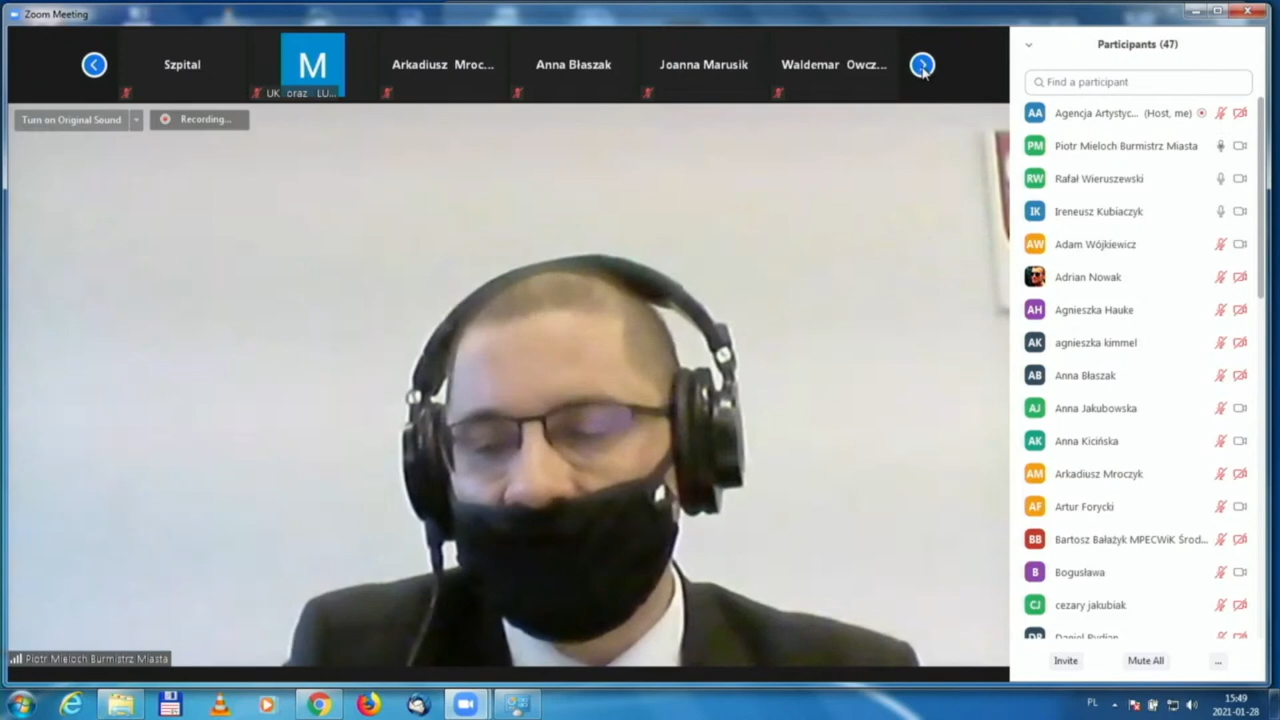 Zoom Meeting
Szpital
M
UK oraz LU...
Arkadiusz Mroc...
Anna Błaszak
Joanna Marusik
Waldemar Owcz...
Turn on Original Sound
Recording...
Piotr Mieloch Burmistrz Miasta
Participants (47)
Find a participant
AA Agencja Artystyc... (Host, me)
PM Piotr Mieloch Burmistrz Miasta
RW Rafał Wieruszewski
IK Ireneusz Kubiaczyk
AW Adam Wójkiewicz
Adrian Nowak
AH Agnieszka Hauke
AK agnieszka kimmel
AB Anna Błaszak
AJ Anna Jakubowska
AK Anna Kicińska
AM Arkadiusz Mroczyk
AF Artur Forycki
BB Bartosz Bałażyk MPECWiK Środ...
B Bogusława
CJ cezary jakubiak
Invite
Mute All
...
PL
15:49
2021-01-28